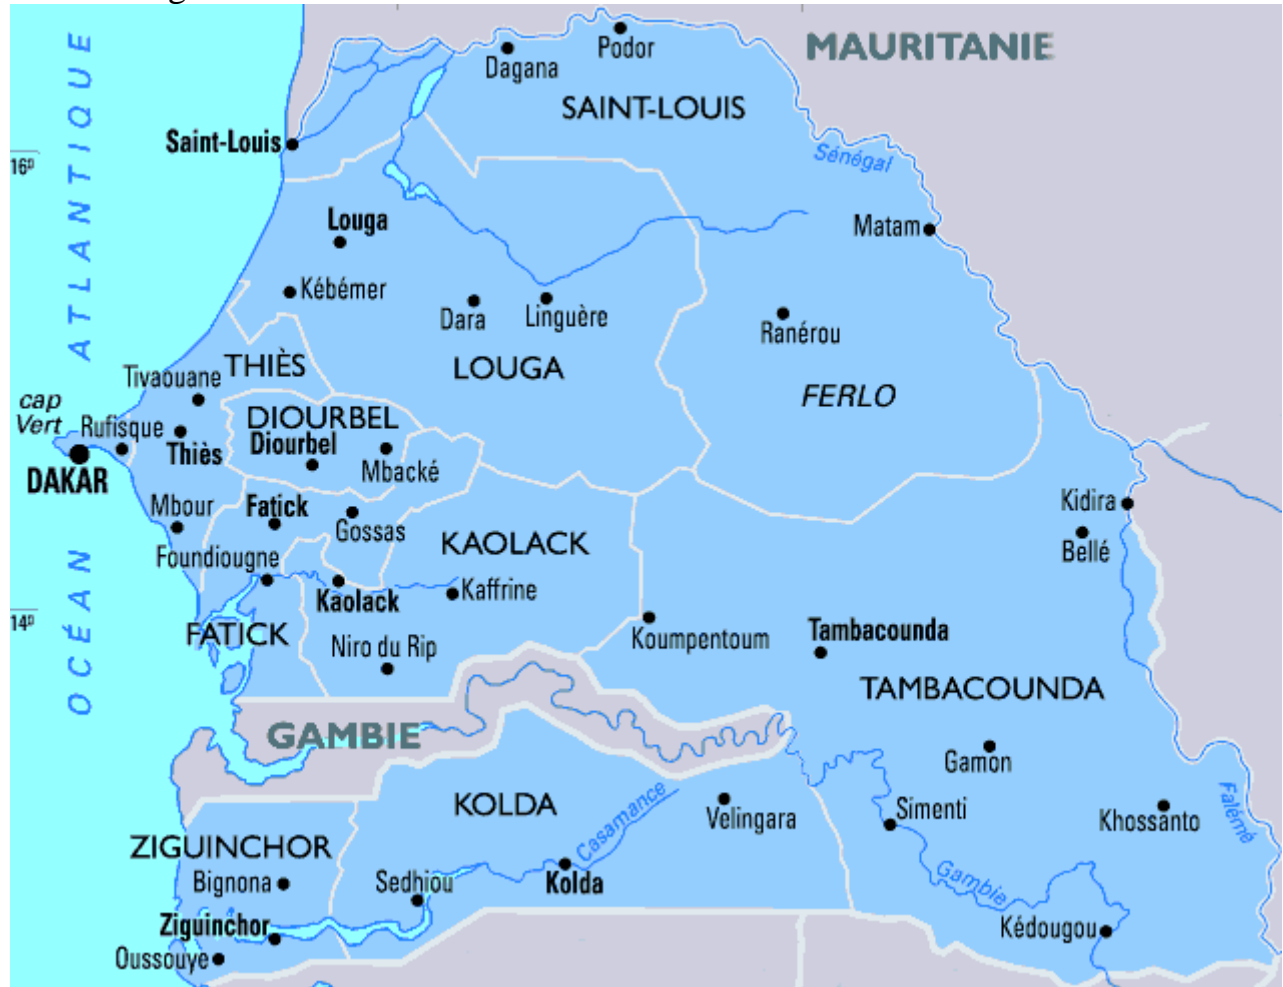 MAURITANIE
Podor
Dagana
SAINT-LOUIS
Saint-Louis
16º
Sénégal
Matam
Louga
Kébémer
Dara
Linguère
Ranérou
THIÈS
LOUGA
Tivaouane
FERLO
cap
Vert
Rufisque
DIOURBEL
Diourbel
Thiès
Mbacké
DAKAR
Mbour
Fatick
Gossas
KAOLACK
Kidira
Bellé
Foundiougne
Kaolack
Kaffrine
14º
FATICK
Niro du Rip
Koumpentoum
Tambacounda
TAMBACOUNDA
OCÉAN ATLANTIQUE
GAMBIE
Gamon
KOLDA
Casamance
Velingara
Simenti
Khossanto
Falémé
ZIGUINCHOR
Bignona
Sedhiou
Kolda
Gambie
Ziguinchor
Kédougou
Oussouye